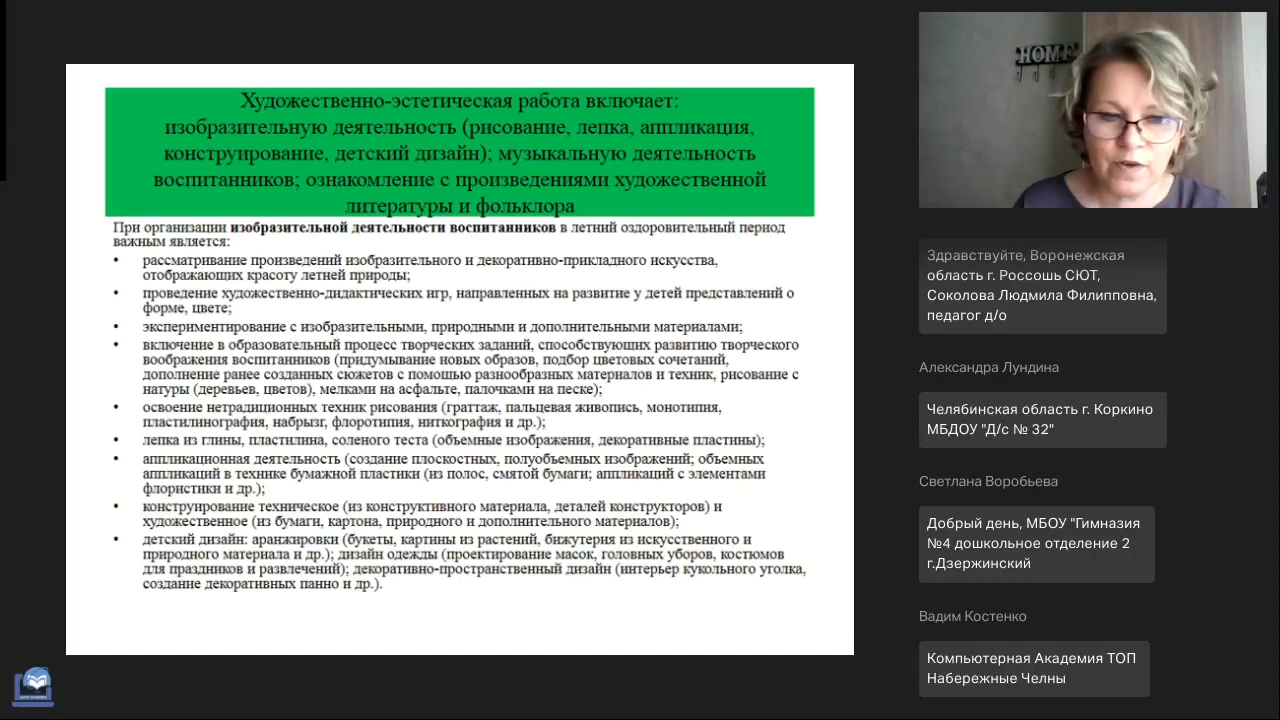 Художественно-эстетическая работа включает:
изобразительную деятельность (рисование, лепка, аппликация,
конструирование, детский дизайн); музыкальную деятельность
воспитанников; ознакомление с произведениями художественной
литературы и фольклора
При организации изобразительной деятельности воспитанников в летний оздоровительный период
важным является:
• рассматривание произведений изобразительного и декоративно-прикладного искусства,
отображающих красоту летней природы;
• проведение художественно-дидактических игр, направленных на развитие у детей представлений о
форме, цвете;
• экспериментирование с изобразительными, природными и дополнительными материалами;
• включение в образовательный процесс творческих заданий, способствующих развитию творческого
воображения воспитанников (придумывание новых образов, подбор цветовых сочетаний,
дополнение ранее созданных сюжетов с помощью разнообразных материалов и техник, рисование с
натуры (деревьев, цветов), мелками на асфальте, палочками на песке);
• освоение нетрадиционных техник рисования (граттаж, пальцевая живопись, монотипия,
пластилинография, набрызг, флоротипия, ниткография и др.);
• лепка из глины, пластилина, соленого теста (объемные изображения, декоративные пластины);
• аппликационная деятельность (создание плоскостных, полуобъемных изображений; объемных
аппликаций в технике бумажной пластики (из полос, смятой бумаги; аппликаций с элементами
флористики и др.);
• конструирование техническое (из конструктивного материала, деталей конструкторов) и
художественное (из бумаги, картона, природного и дополнительного материалов);
• детский дизайн: аранжировки (букеты, картины из растений, бижутерия из искусственного и
природного материала и др.); дизайн одежды (проектирование масок, головных уборов, костюмов
для праздников и развлечений); декоративно-пространственный дизайн (интерьер кукольного уголка,
создание декоративных панно и др.).
HOME
Здравствуйте, Воронежская
область г. Россошь СЮТ,
Соколова Людмила Филипповна,
педагог д/о
Александра Лундина
Челябинская область г. Коркино
МБДОУ "Д/с № 32"
Светлана Воробьева
Добрый день, МБОУ "Гимназия
№4 дошкольное отделение 2
г.Дзержинский
Вадим Костенко
Компьютерная Академия ТОП
Набережные Челны